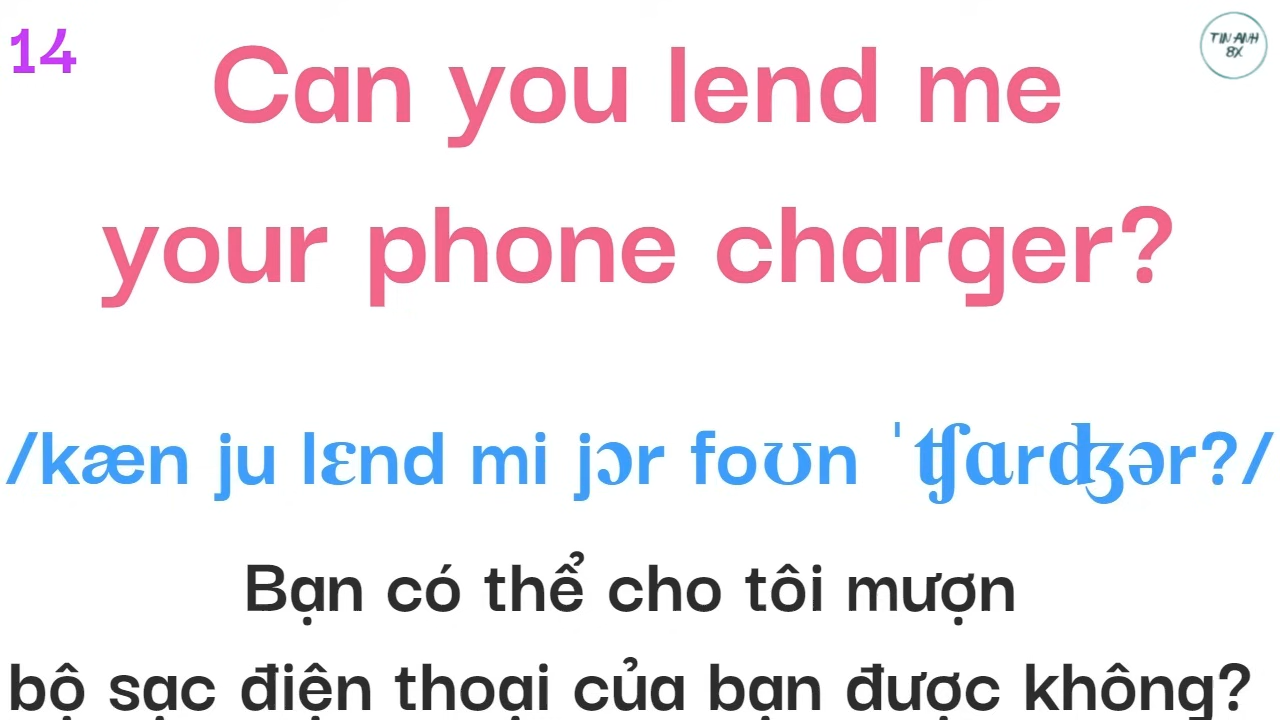 14
TIN ANH
8X
Can you lend me
your phone charger?
/kæn ju lɛnd mi jɔr foʊn ˈʧɑrʤər?/
Bạn có thể cho tôi mượn
bộ sạc điện thoại của bạn được không?